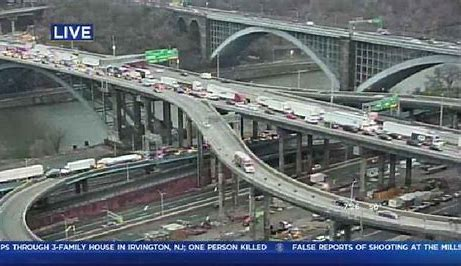 LIVE
PS THROUGH 3-FAMILY HOUSE IN IRVINGTON, NJ; ONE PERSON KILLED FALSE REPORTS OF SHOOTING AT THE MILLS